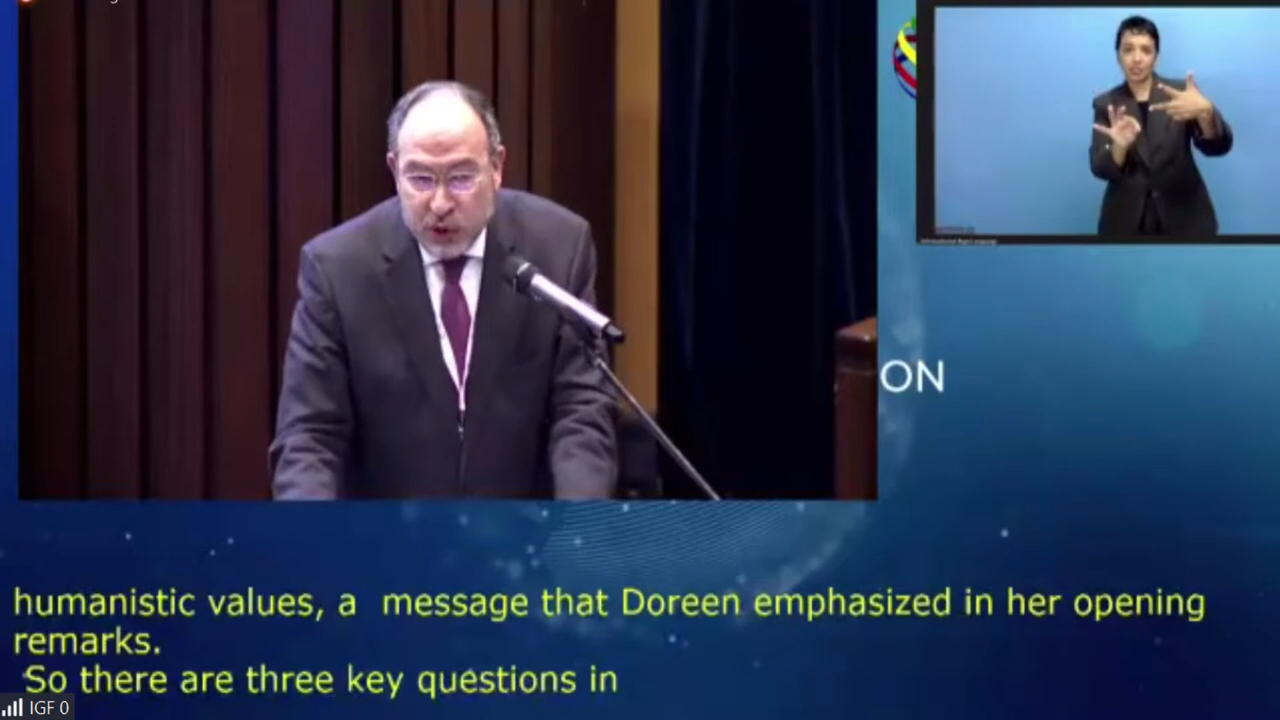 ON
humanistic values, a message that Doreen emphasized in her opening
remarks.
So there are three key questions in
IGF 0